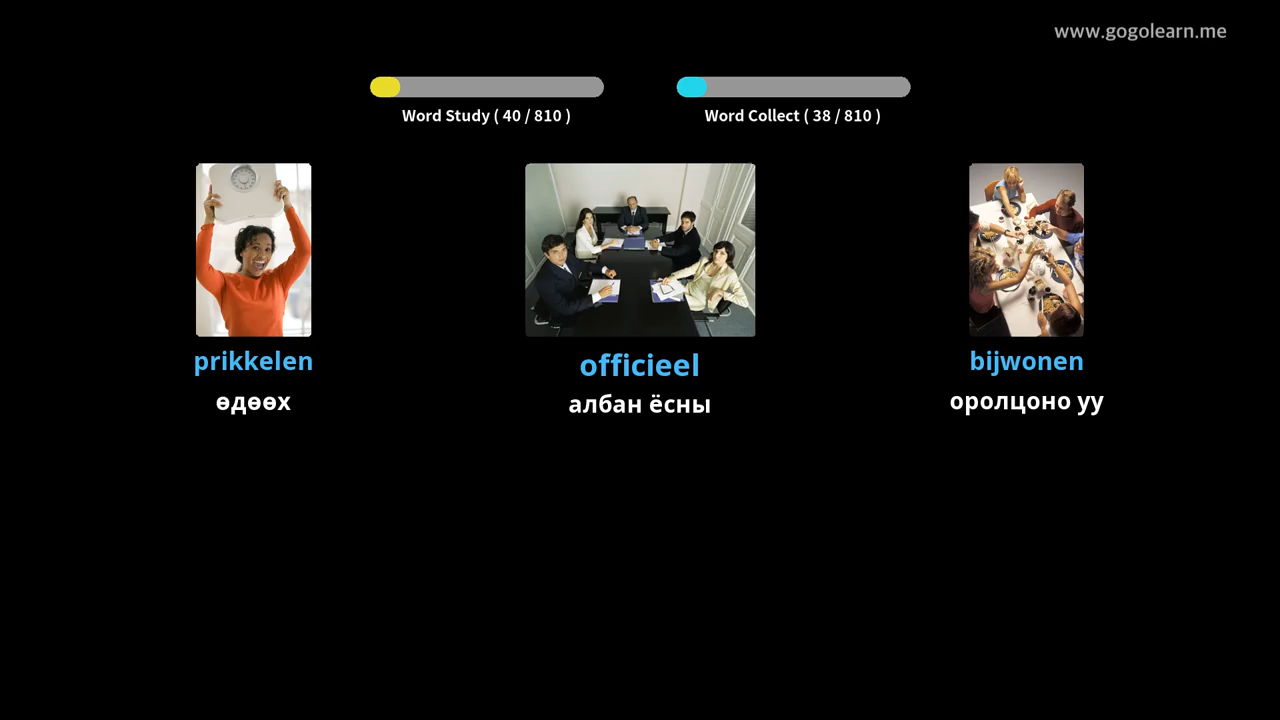 www.gogolearn.me
Word Study ( 40 / 810 )
Word Collect ( 38 / 810 )
prikkelen
officieel
bijwonen
өдөөх
албан ёсны
оролцоно уу